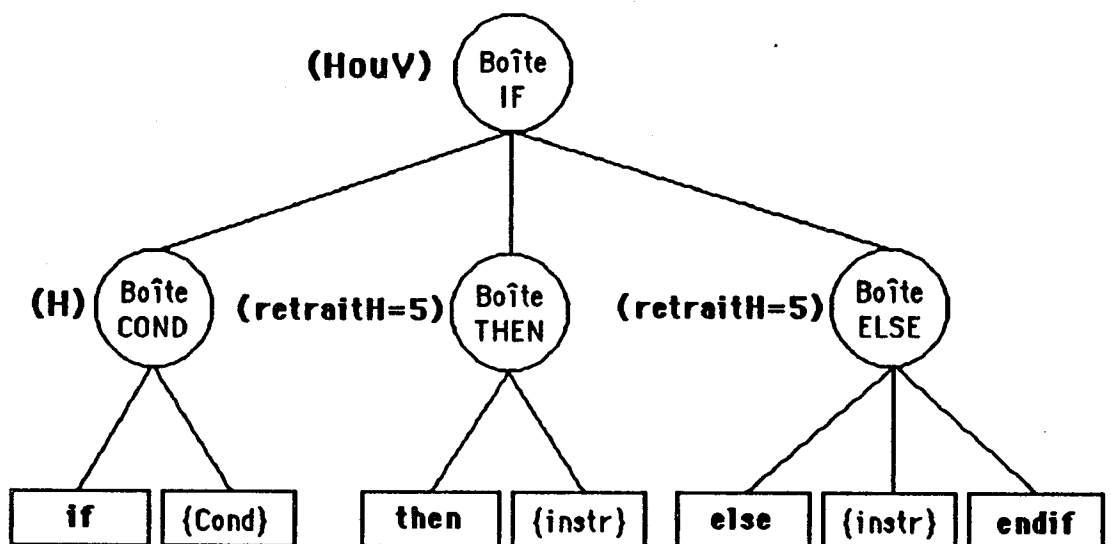 (HouV) Boîte
IF
(H) Boîte
COND
(retraitH=5) Boîte
THEN
(retraitH=5) Boîte
ELSE
if {Cond} then {instr} else {instr} endif